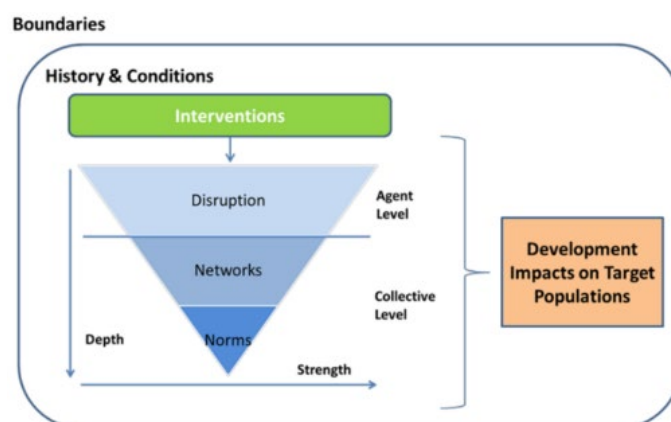 Boundaries
History & Conditions
Interventions
Disruption
Agent
Level
Networks
Development
Impacts on Target
Populations
Collective
Level
Depth
Norms
Strength